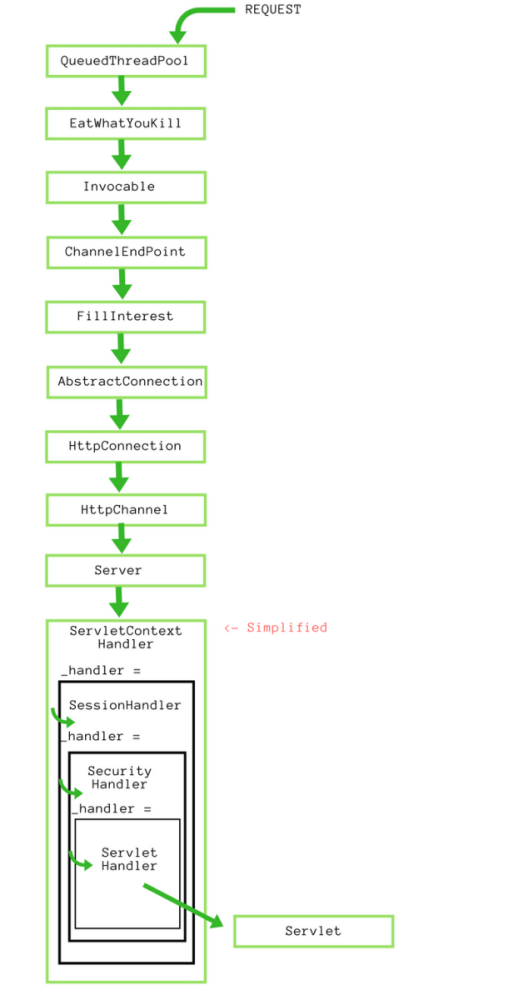 REQUEST
QueuedThreadPool
EatWhatYouKill
Invocable
ChannelEndPoint
FillInterest
AbstractConnection
HttpConnection
HttpChannel
Server
ServletContext
Handler
<- Simplified
_handler =
SessionHandler
_handler =
Security
Handler
_handler =
Servlet
Handler
Servlet